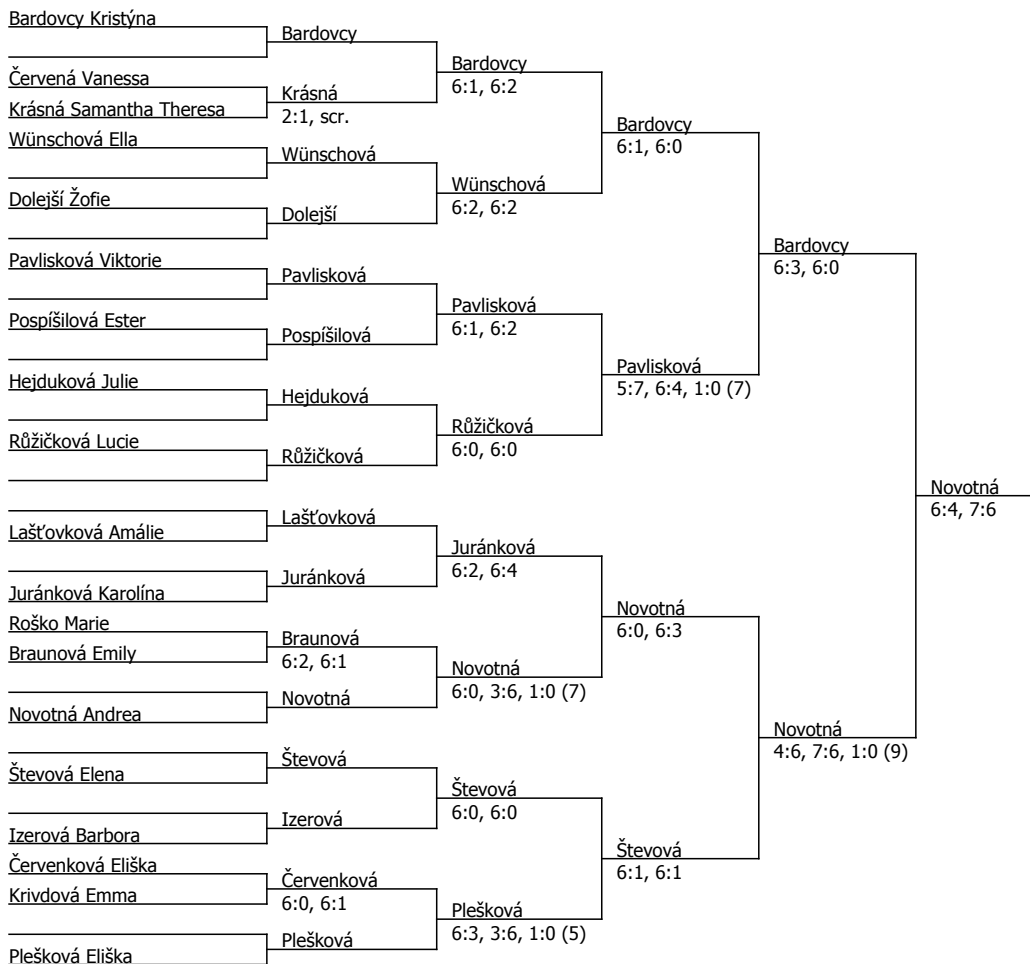 Bardovcy Kristýna
Bardovcy
Bardovcy
6:1, 6:2
Červená Vanessa
Krásná Samantha Theresa
Krásná
2:1, scr.
Bardovcy
6:1, 6:0
Wünschová Ella
Wünschová
Wünschová
6:2, 6:2
Dolejší Žofie
Dolejší
Bardovcy
6:3, 6:0
Pavlisková Viktorie
Pavlisková
Pavlisková
6:1, 6:2
Pospíšilová Ester
Pospíšilová
Pavlisková
5:7, 6:4, 1:0 (7)
Hejduková Julie
Hejduková
Růžičková
6:0, 6:0
Růžičková Lucie
Růžičková
Novotná
6:4, 7:6
Lašťovková Amálie
Lašťovková
Juránková
6:2, 6:4
Juránková Karolína
Juránková
Novotná
6:0, 6:3
Roško Marie
Braunová Emily
Braunová
6:2, 6:1
Novotná
6:0, 3:6, 1:0 (7)
Novotná Andrea
Novotná
Novotná
4:6, 7:6, 1:0 (9)
Števová Elena
Števová
Števová
6:0, 6:0
Izerová Barbora
Izerová
Števová
6:1, 6:1
Červenková Eliška
Krivdová Emma
Červenková
6:0, 6:1
Plešková
6:3, 3:6, 1:0 (5)
Plešková Eliška
Plešková